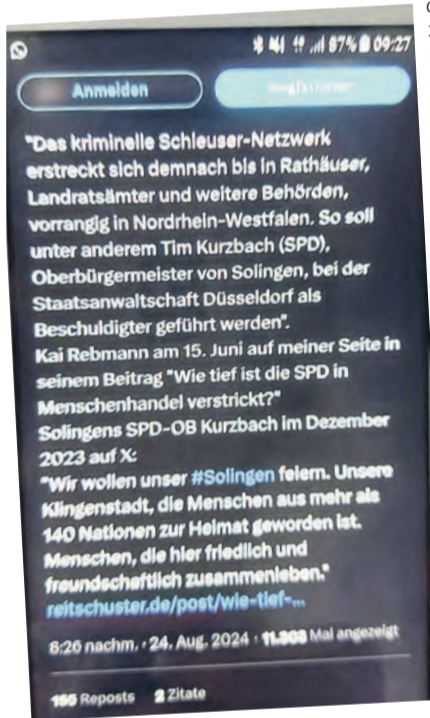 87% 09:27
Anmelden
"Das kriminelle Schleuser-Netzwerk
erstreckt sich demnach bis in Rathäuser,
Landratsämter und weitere Behörden,
vorrangig in Nordrhein-Westfalen. So soll
unter anderem Tim Kurzbach (SPD),
Oberbürgermeister von Solingen, bei der
Staatsanwaltschaft Düsseldorf als
Beschuldigter geführt werden".
Kai Rebmann am 15. Juni auf meiner Seite in
seinem Beitrag "Wie tief ist die SPD in
Menschenhandel verstrickt?"
Solingens SPD-OB Kurzbach im Dezember
2023 auf X:
"Wir wollen unser #Solingen feiern. Unsere
Klingenstadt, die Menschen aus mehr als
140 Nationen zur Heimat geworden ist.
Menschen, die hier friedlich und
freundschaftlich zusammenleben."
reitschuster.de/post/wie-tief-...
8:26 nachm. · 24. Aug. 2024 · 11.303 Mal angezeigt
155 Reposts 2 Zitate